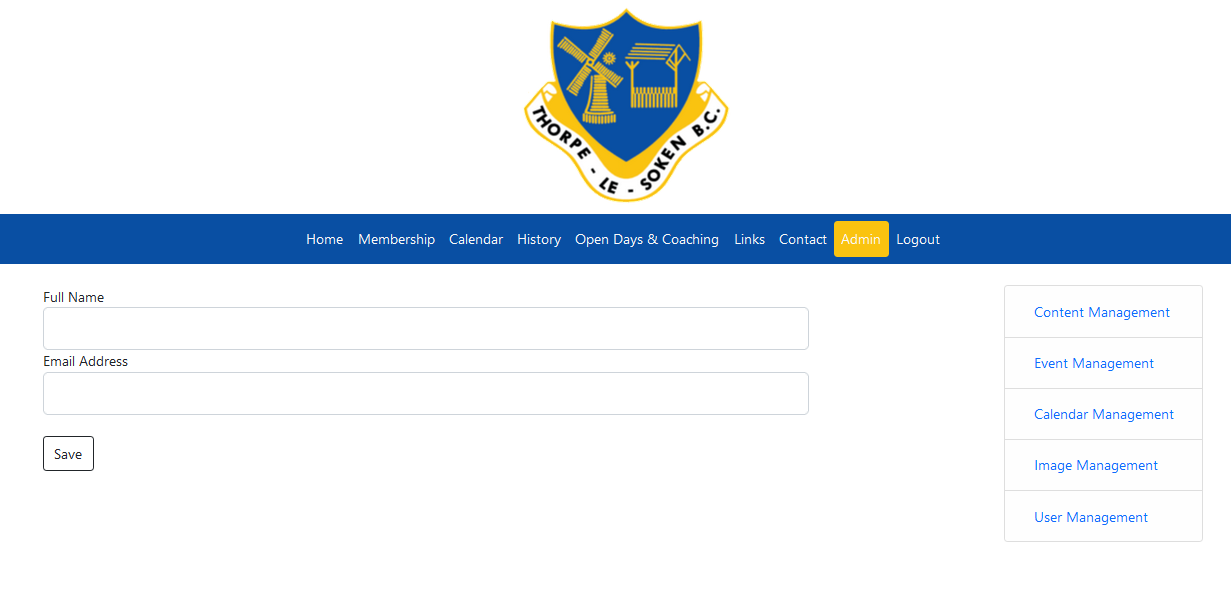 THORPE - LE - SOKEN B.C.
Home Membership Calendar History Open Days & Coaching Links Contact Admin Logout
Full Name
Email Address
Save
Content Management
Event Management
Calendar Management
Image Management
User Management